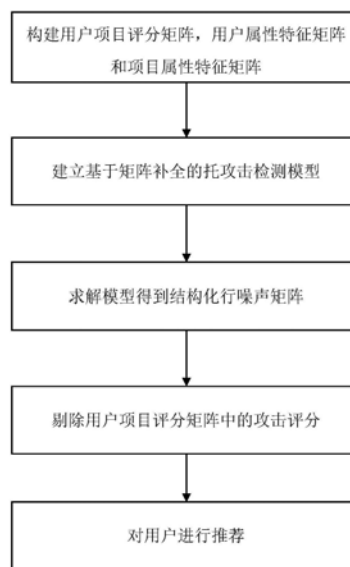 构建用户项目评分矩阵，用户属性特征矩阵
和项目属性特征矩阵
建立基于矩阵补全的托攻击检测模型
求解模型得到结构化行噪声矩阵
剔除用户项目评分矩阵中的攻击评分
对用户进行推荐